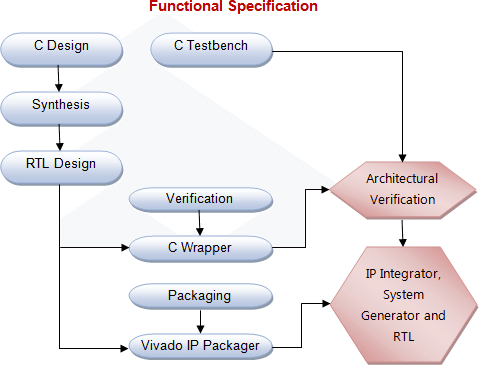 Functional Specification
C Design
C Testbench
Synthesis
RTL Design
Architectural
Verification
Verification
C Wrapper
IP Integrator,
System
Generator and
RTL
Packaging
Vivado IP Packager